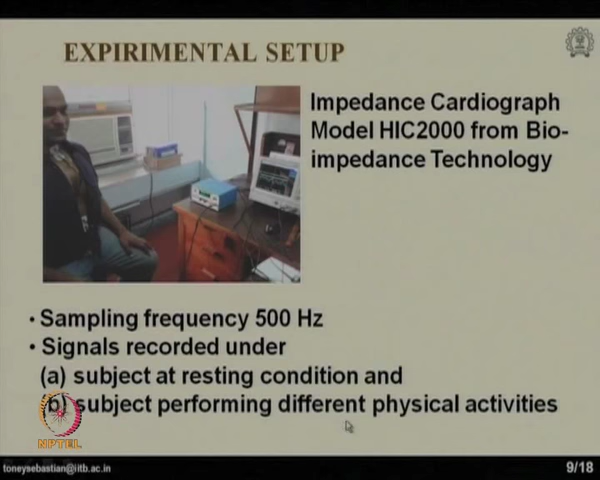 EXPIRIMENTAL SETUP
Impedance Cardiograph
Model HIC2000 from Bio-
impedance Technology
• Sampling frequency 500 Hz
• Signals recorded under
(a) subject at resting condition and
(b) subject performing different physical activities
NPTEL
toneysebastian@iitb.ac.in
9/18